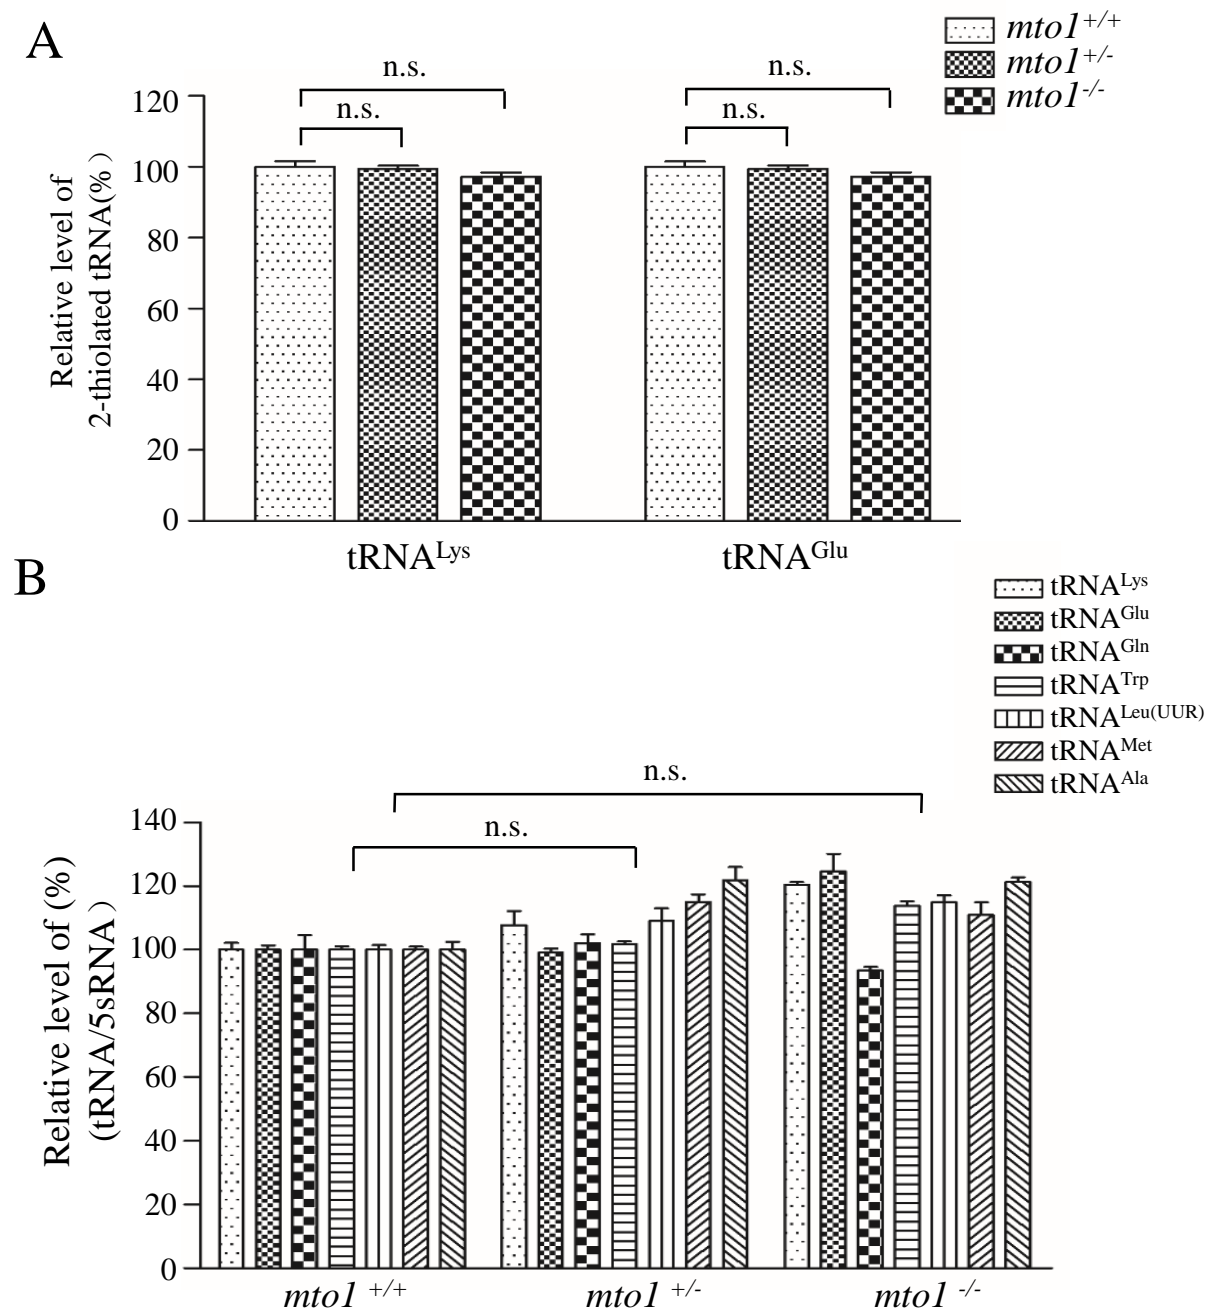 A
mto1+/+
mto1+/-
mto1-/-
n.s.
n.s.
n.s.
n.s.
Relative level of
2-thiolated tRNA(%)
120
100
80
60
40
20
0
tRNALys
tRNAGlu
B
tRNALys
tRNAGlu
tRNAGln
tRNATrp
tRNALeu(UUR)
tRNAMet
tRNAAla
n.s.
n.s.
Relative level of (%)
(tRNA/5sRNA)
140
120
100
80
60
40
20
0
mto1 +/+
mto1 +/-
mto1 -/-